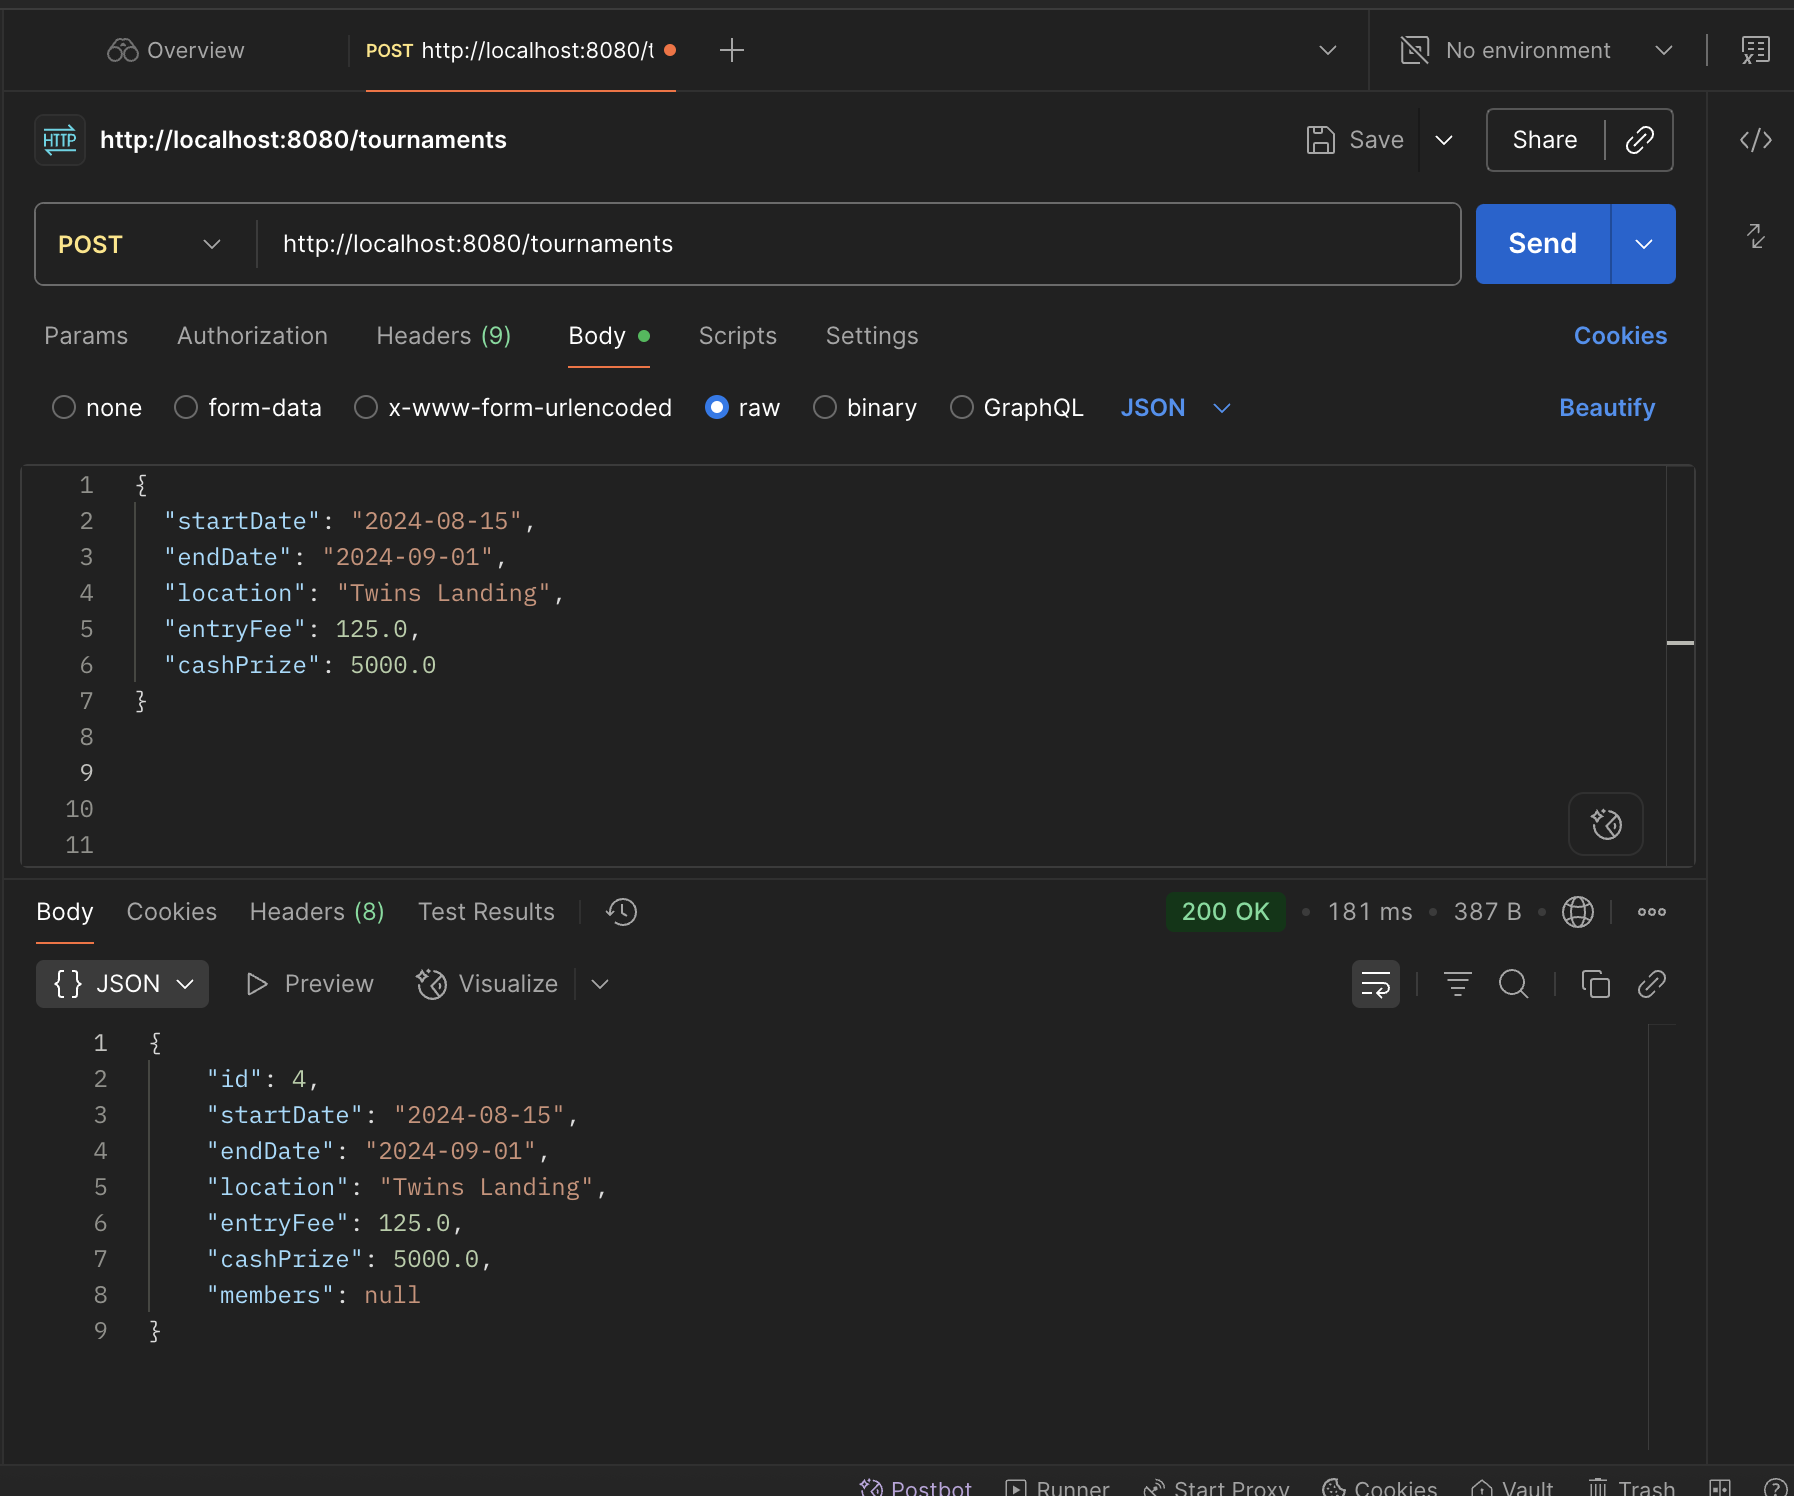 Overview POST http://localhost:8080/t No environment
HTTP http://localhost:8080/tournaments Save Share
POST http://localhost:8080/tournaments Send
Params Authorization Headers (9) Body Scripts Settings Cookies
none form-data x-www-form-urlencoded raw binary GraphQL JSON Beautify
1 {
2 "startDate": "2024-08-15",
3 "endDate": "2024-09-01",
4 "location": "Twins Landing",
5 "entryFee": 125.0,
6 "cashPrize": 5000.0
7 }
8
9
10
11
Body Cookies Headers (8) Test Results 200 OK • 181 ms • 387 B •
{} JSON Preview Visualize
1 {
2 "id": 4,
3 "startDate": "2024-08-15",
4 "endDate": "2024-09-01",
5 "location": "Twins Landing",
6 "entryFee": 125.0,
7 "cashPrize": 5000.0,
8 "members": null
9 }
Postbot Runner Start Proxy Cookies Vault Trash